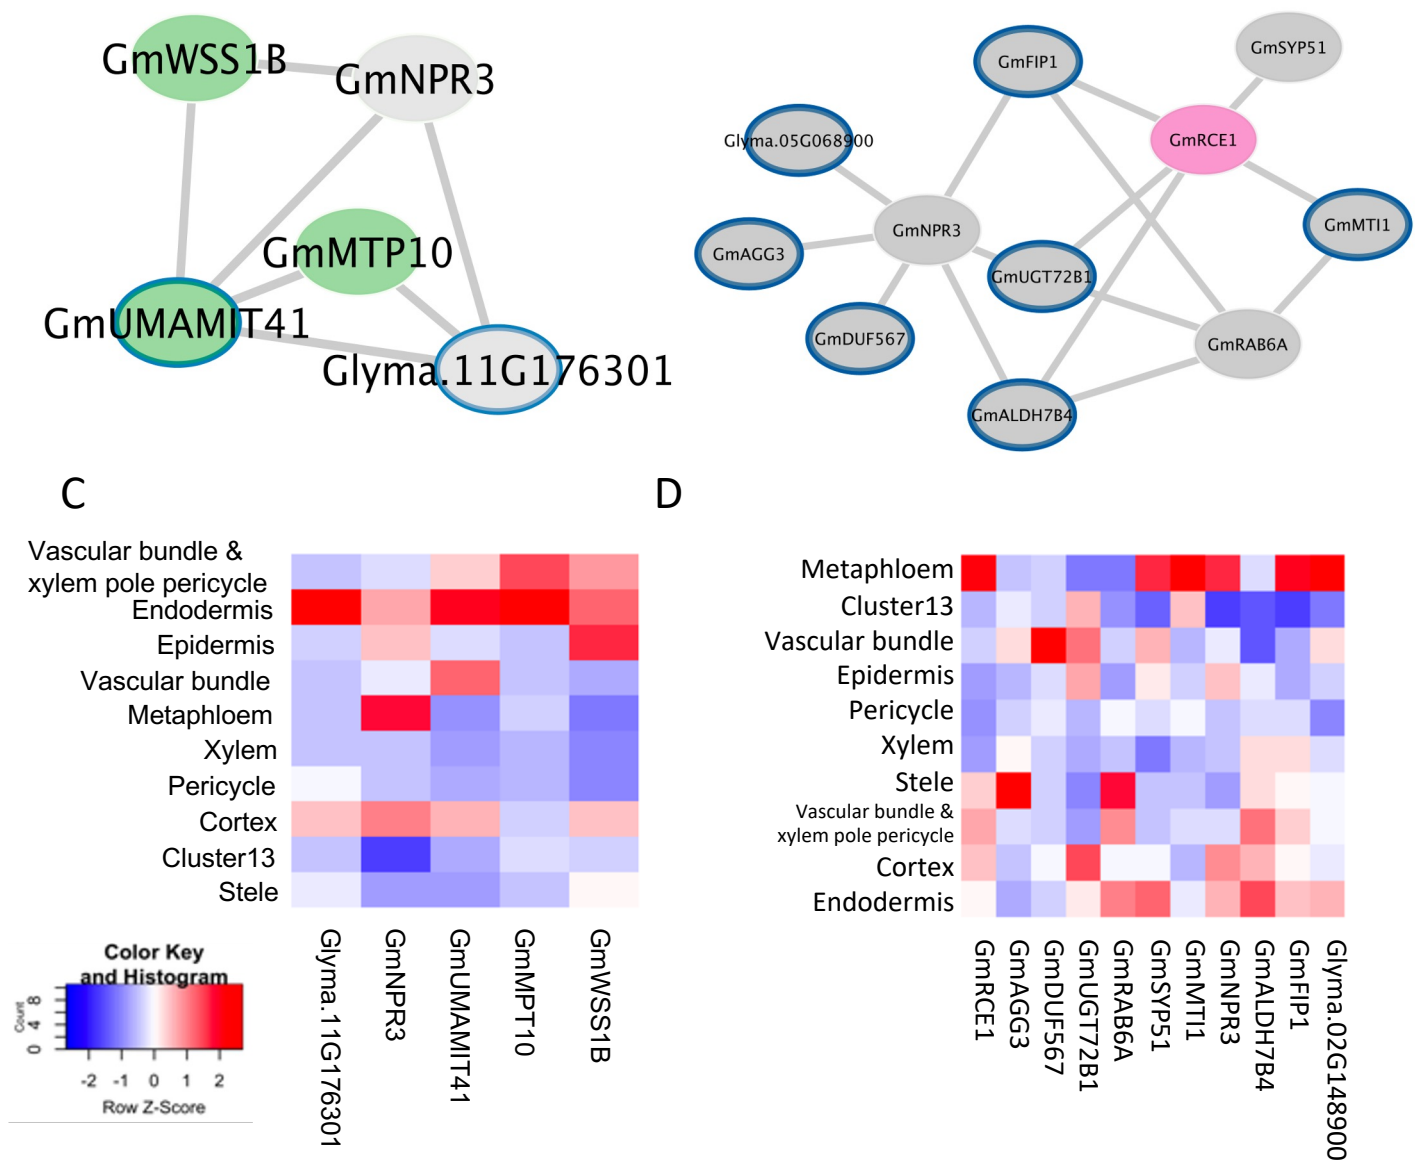 GmWSS1B
GmNPR3
GmMTP10
GmUMAMIT41
Glyma.11G176301
GmFIP1
GmSYP51
Glyma.05G068900
GmRCE1
GmNPR3
GmMTI1
GmAGG3
GmUGT72B1
GmDUF567
GmRAB6A
GmALDH7B4
C
Vascular bundle &
xylem pole pericycle
Endodermis
Epidermis
Vascular bundle
Metaphloem
Xylem
Pericycle
Cortex
Cluster13
Stele
Glyma.11G176301
GmNPR3
GmUMAMIT41
GmMPT10
GmWSS1B
Color Key
and Histogram
Count
0 4 8
-2 -1 0 1 2
Row Z-Score
D
Metaphloem
Cluster13
Vascular bundle
Epidermis
Pericycle
Xylem
Stele
Vascular bundle &
xylem pole pericycle
Cortex
Endodermis
GmRCE1
GmAGG3
GmDUF567
GmUGT72B1
GmRAB6A
GmSYP51
GmMTI1
GmNPR3
GmALDH7B4
GmFIP1
Glyma.02G148900